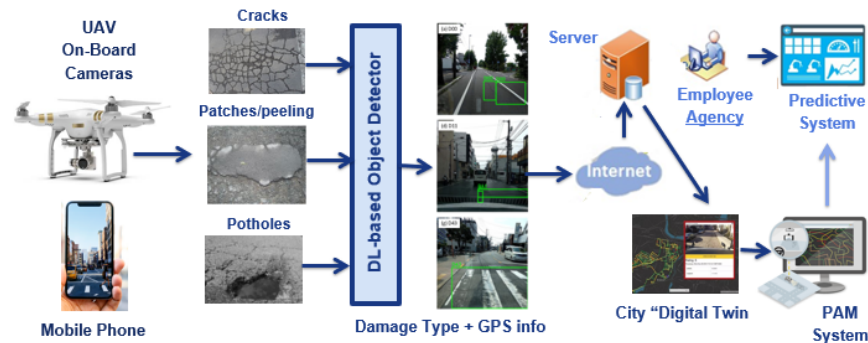 UAV
On-Board
Cameras
Mobile Phone
Cracks
Patches/peeling
Potholes
DL-based Object Detector
Damage Type + GPS info
Internet
Server
Employee
Agency
Predictive
System
City “Digital Twin
PAM
System